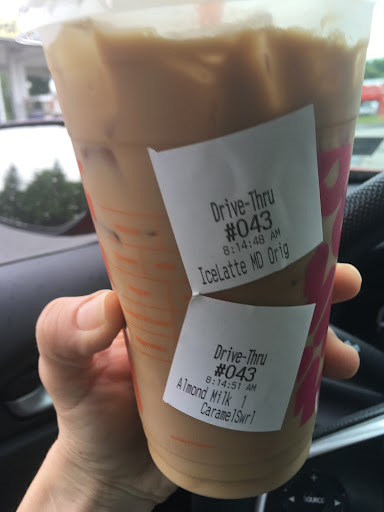 Drive-Thru
#043
8:14:48 AM
IceLatte MD Orig
Drive-Thru
#043
8:14:51 AM
Almond Milk 1
CaramelSwrl
SOURCE